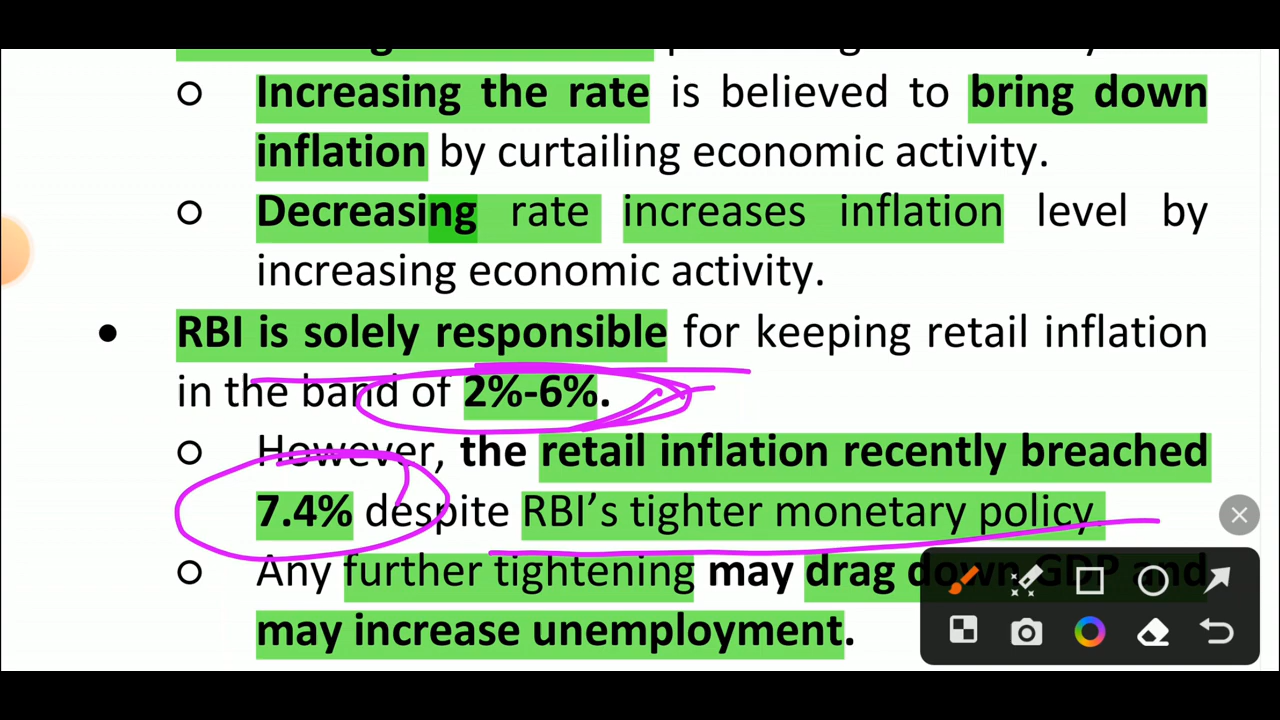 Increasing the rate is believed to bring down
inflation by curtailing economic activity.
Decreasing rate increases inflation level by
increasing economic activity.
RBI is solely responsible for keeping retail inflation
in the band of 2%-6%.
However, the retail inflation recently breached
7.4% despite RBI's tighter monetary policy.
Any further tightening may drag down GDP and
may increase unemployment.